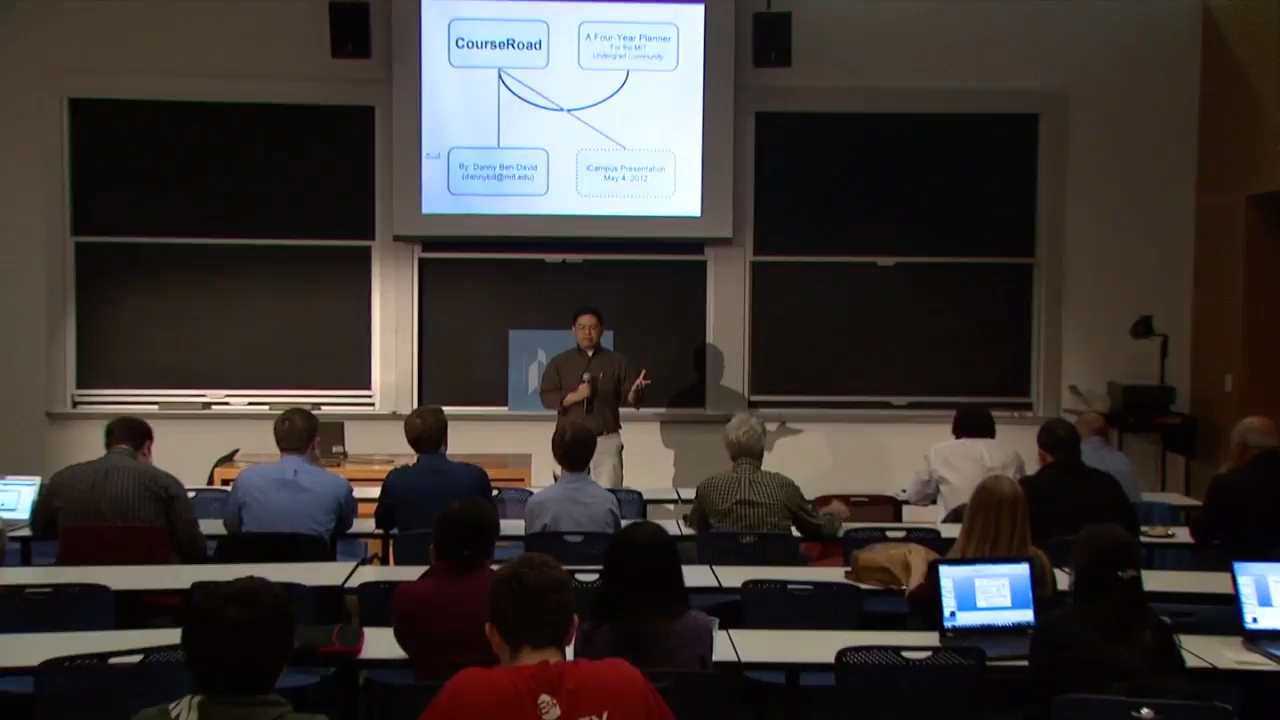 CourseRoad
A Four-Year Planner
For the MIT
Undergrad Community
By: Danny Ben-David
(dannybd@mit.edu)
iCampus Presentation
May 4, 2012